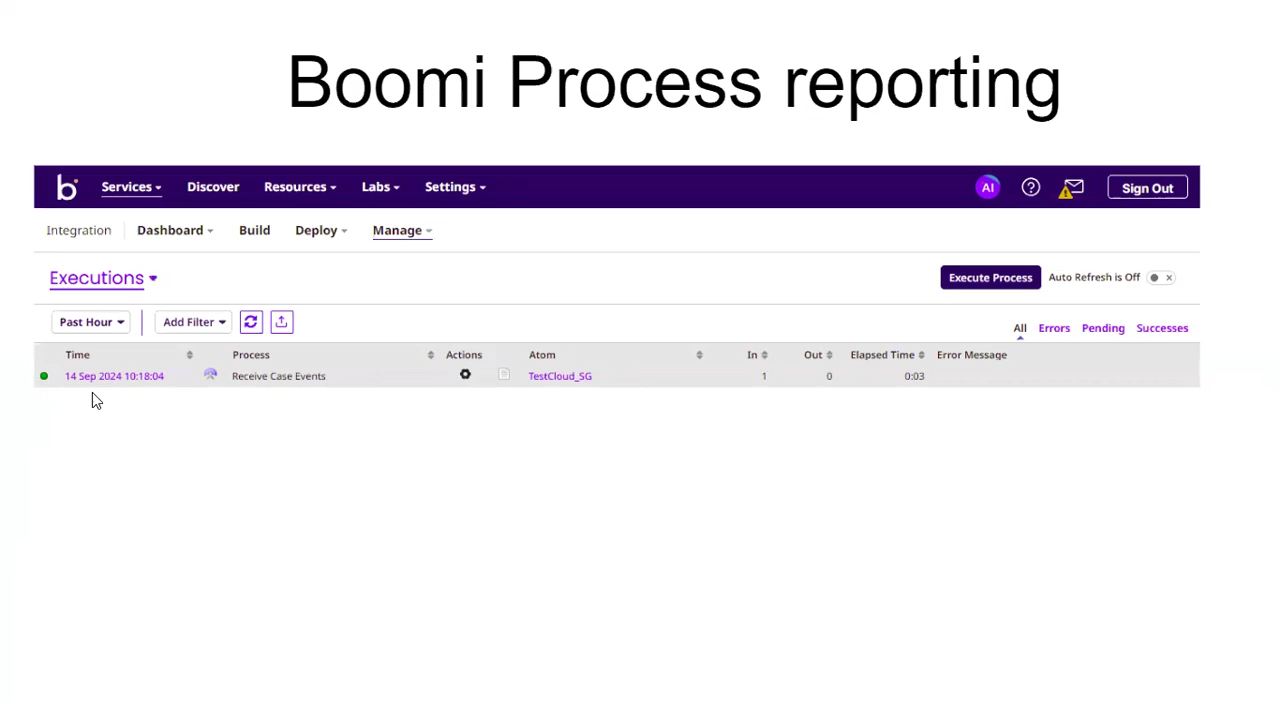 Boomi Process reporting
b Services Discover Resources Labs Settings AI ? Sign Out
Integration Dashboard Build Deploy Manage
Executions Execute Process Auto Refresh is Off
Past Hour Add Filter All Errors Pending Successes
Time Process Actions Atom In Out Elapsed Time Error Message
14 Sep 2024 10:18:04 Receive Case Events TestCloud_SG 1 0 0:03